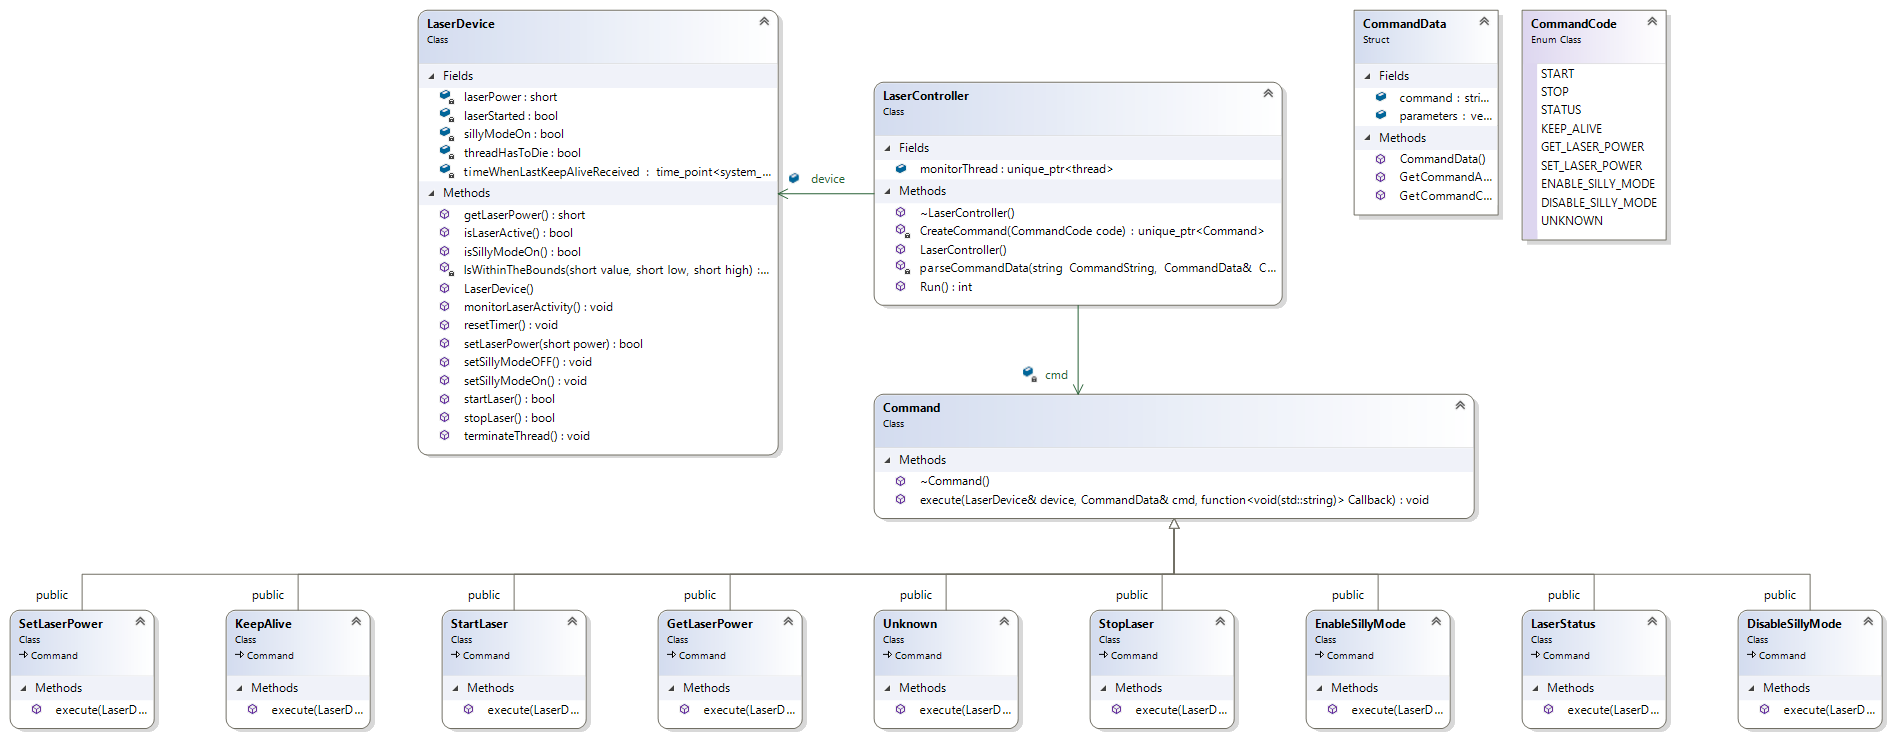 LaserDevice
Class
Fields
laserPower : short
laserStarted : bool
sillyModeOn : bool
threadHasToDie : bool
timeWhenLastKeepAliveReceived : time_point<system_...
Methods
getLaserPower() : short
isLaserActive() : bool
isSillyModeOn() : bool
IsWithinTheBounds(short value, short low, short high) :...
LaserDevice()
monitorLaserActivity() : void
resetTimer() : void
setLaserPower(short power) : bool
setSillyModeOFF() : void
setSillyModeOn() : void
startLaser() : bool
stopLaser() : bool
terminateThread() : void
device
LaserController
Class
Fields
monitorThread : unique_ptr<thread>
Methods
~LaserController()
CreateCommand(CommandCode code) : unique_ptr<Command>
LaserController()
parseCommandData(string CommandString, CommandData& C...
Run() : int
CommandData
Struct
Fields
command : stri...
parameters : ve...
Methods
CommandData()
GetCommandA...
GetCommandC...
CommandCode
Enum Class
START
STOP
STATUS
KEEP_ALIVE
GET_LASER_POWER
SET_LASER_POWER
ENABLE_SILLY_MODE
DISABLE_SILLY_MODE
UNKNOWN
cmd
Command
Class
Methods
~Command()
execute(LaserDevice& device, CommandData& cmd, function<void(std::string)> Callback) : void
public
SetLaserPower
Class
Command
Methods
execute(LaserD...
public
KeepAlive
Class
Command
Methods
execute(LaserD...
public
StartLaser
Class
Command
Methods
execute(LaserD...
public
GetLaserPower
Class
Command
Methods
execute(LaserD...
public
Unknown
Class
Command
Methods
execute(LaserD...
public
StopLaser
Class
Command
Methods
execute(LaserD...
public
EnableSillyMode
Class
Command
Methods
execute(LaserD...
public
LaserStatus
Class
Command
Methods
execute(LaserD...
public
DisableSillyMode
Class
Command
Methods
execute(LaserD...